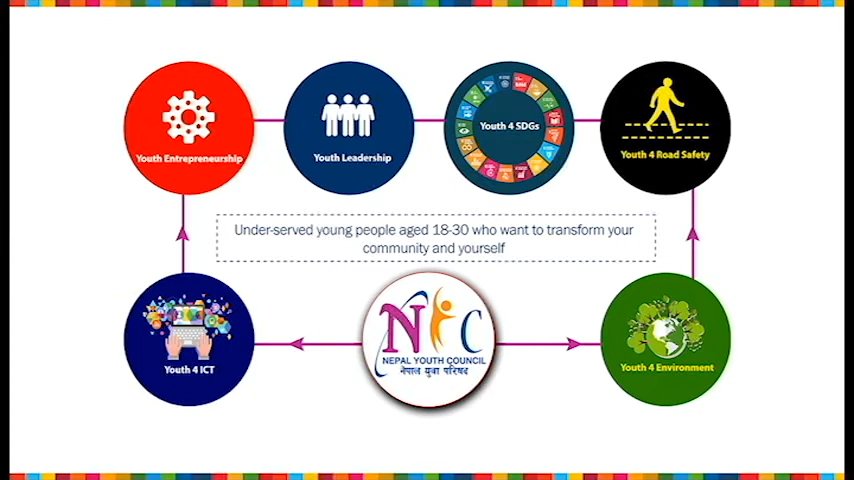 Youth Entrepreneurship
Youth Leadership
Youth 4 SDGs
Youth 4 Road Safety
Under-served young people aged 18-30 who want to transform your
community and yourself
Youth 4 ICT
NYC
NEPAL YOUTH COUNCIL
नेपाल युवा परिषद
Youth 4 Environment